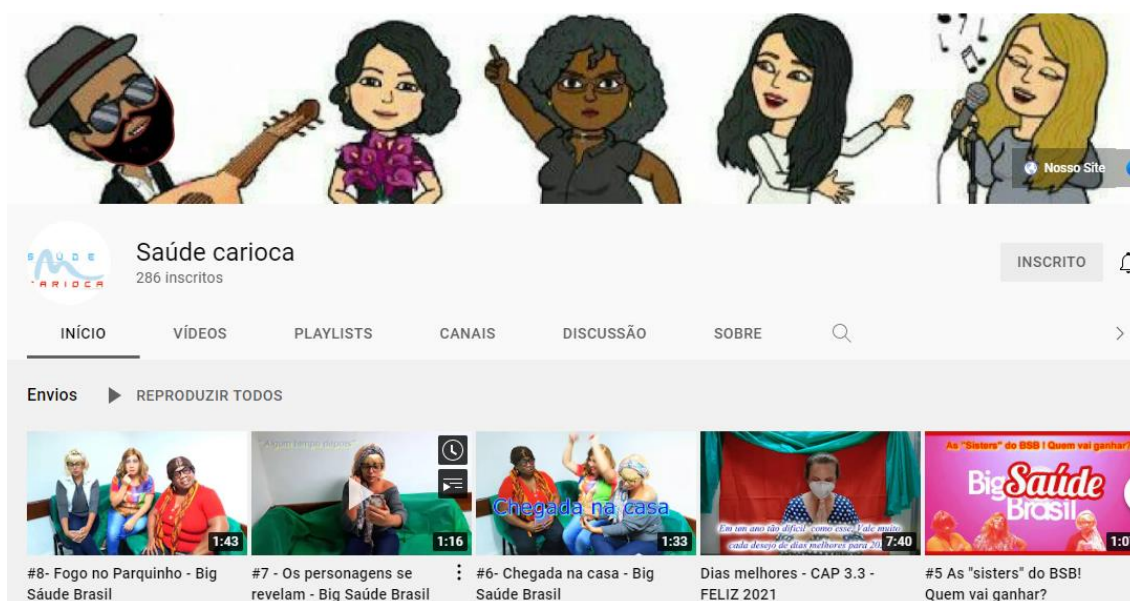 Nosso Site
SAÚDE
CARIOCA
Saúde carioca
286 inscritos
INSCRITO
INÍCIO VÍDEOS PLAYLISTS CANAIS DISCUSSÃO SOBRE
Envios REPRODUZIR TODOS
1:43
"Algum tempo depois"
1:16
Chegada na casa
1:33
Em um ano tão difícil como esse, Vale muito
cada desejo de dias melhores para
7:40
As "Sisters" do BSB ! Quem vai ganhar?
Big Saúde
Brasil
#8- Fogo no Parquinho - Big
Sáude Brasil
#7 - Os personagens se
revelam - Big Saúde Brasil
#6- Chegada na casa - Big
Saúde Brasil
Dias melhores - CAP 3.3 -
FELIZ 2021
#5 As "sisters" do BSB!
Quem vai ganhar?